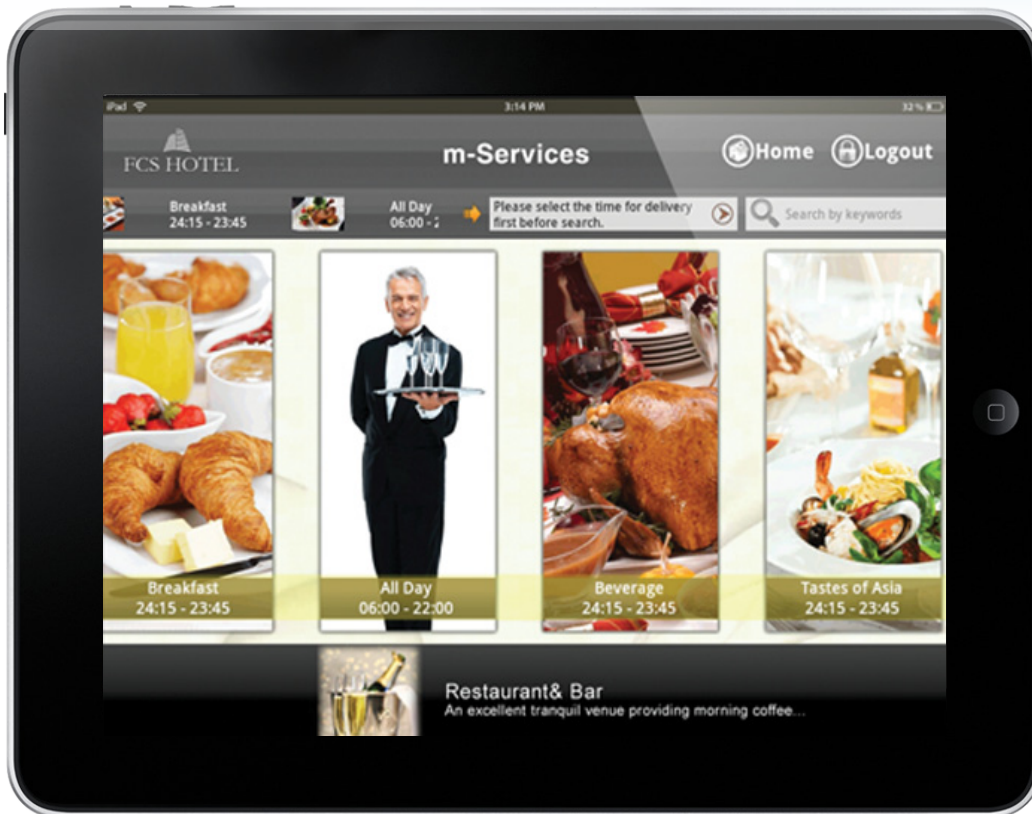 iPad
3:14 PM
32%
FCS HOTEL
m-Services
Home
Logout
Breakfast
24:15 - 23:45
All Day
06:00 - 2
Please select the time for delivery
first before search.
Search by keywords
Breakfast
24:15 - 23:45
All Day
06:00 - 22:00
Beverage
24:15 - 23:45
Tastes of Asia
24:15 - 23:45
Restaurant& Bar
An excellent tranquil venue providing morning coffee...